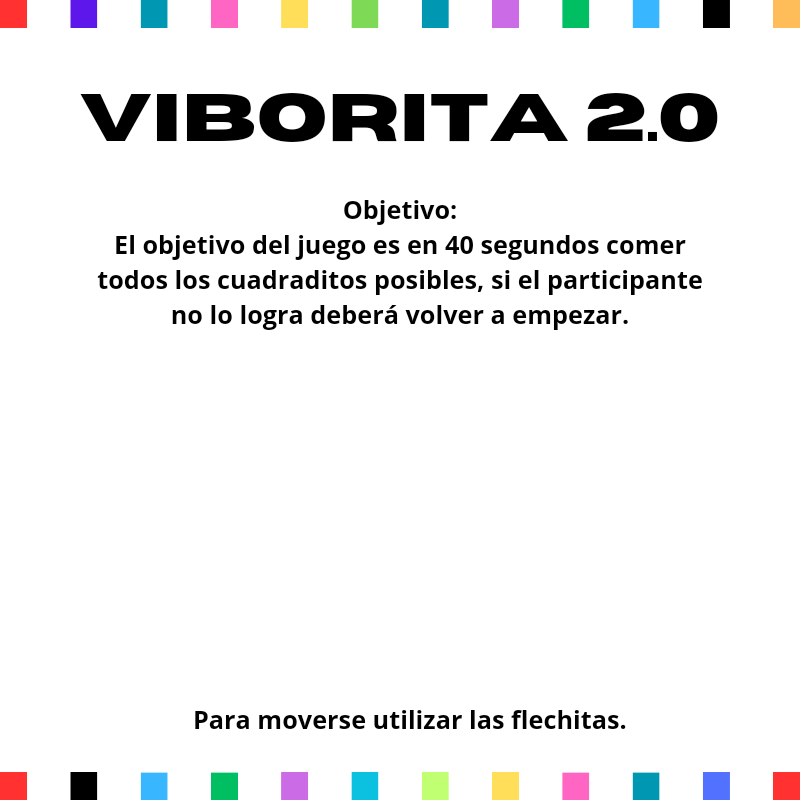 VIBORITA 2.0
Objetivo:
El objetivo del juego es en 40 segundos comer
todos los cuadraditos posibles, si el participante
no lo logra deberá volver a empezar.
Para moverse utilizar las flechitas.